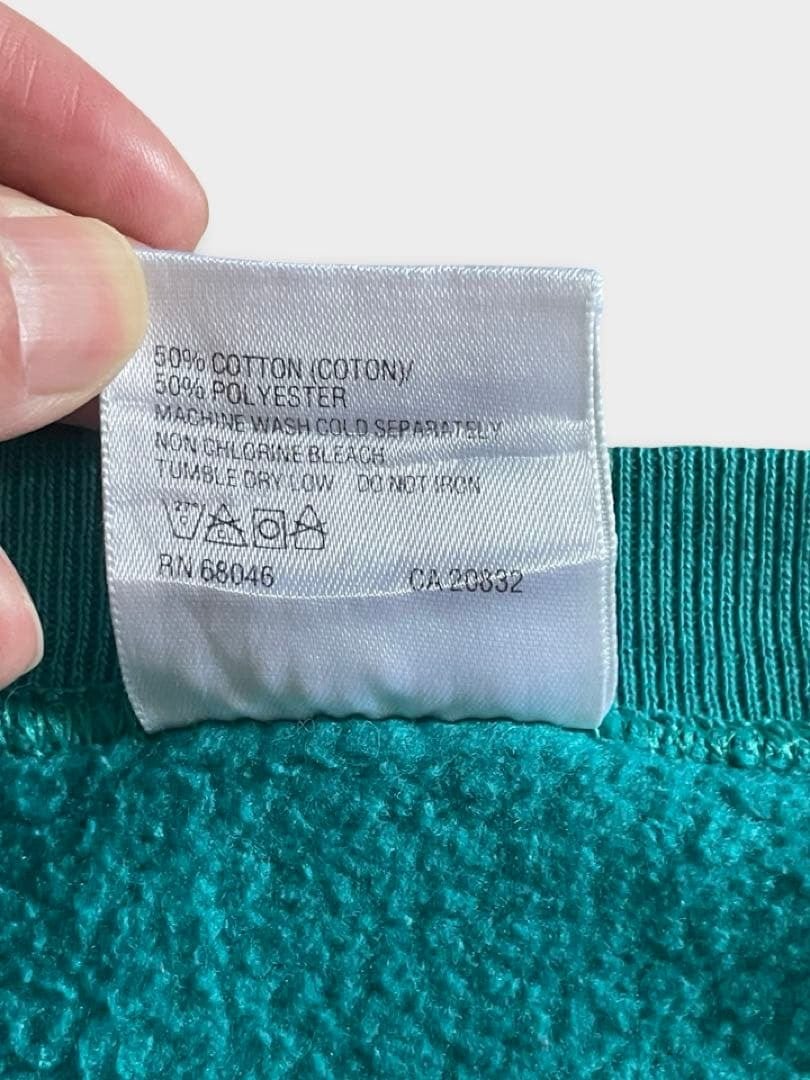 50% COTTON (COTON)/
50% POLYESTER
MACHINE WASH COLD SEPARATELY
NON CHLORINE BLEACH
TUMBLE DRY LOW DO NOT IRON
RN 68046 CA 20832